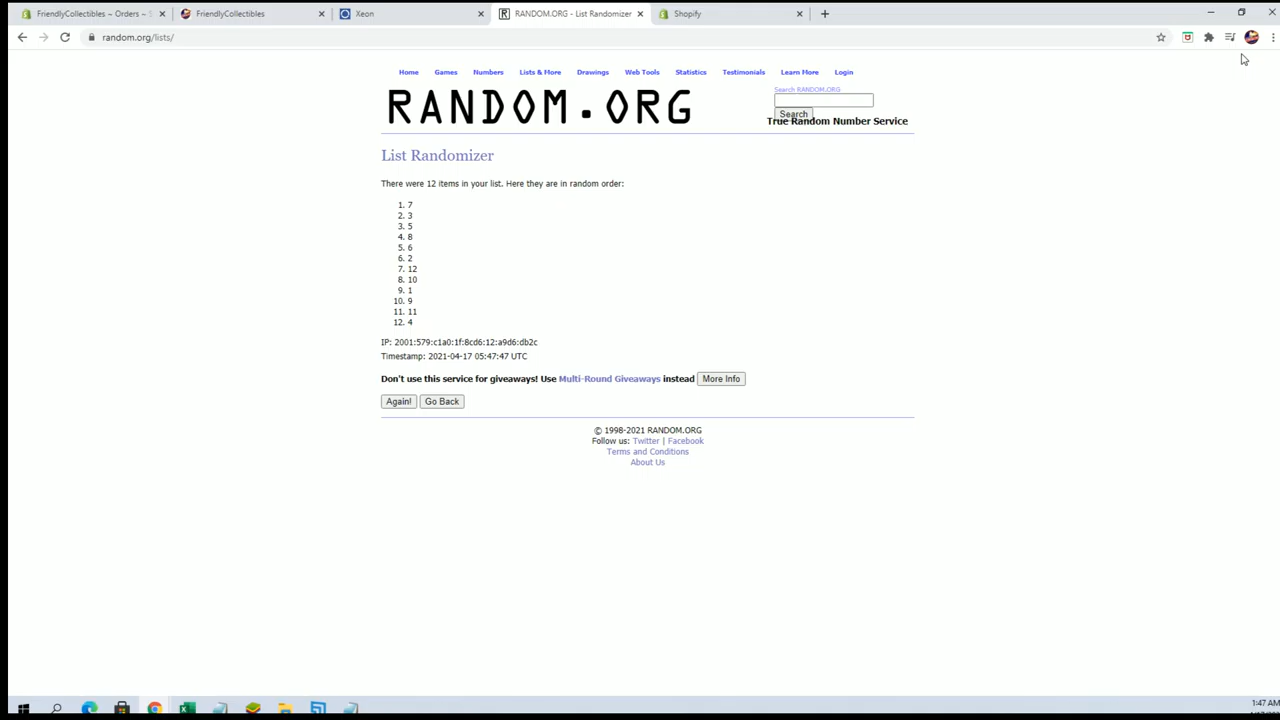 FriendlyCollectibles ~ Orders ~ S
FriendlyCollectibles
Xeon
RANDOM.ORG - List Randomizer
Shopify
random.org/lists/
Home Games Numbers Lists & More Drawings Web Tools Statistics Testimonials Learn More Login
RANDOM.ORG
Search RANDOM.ORG
Search
True Random Number Service
List Randomizer
There were 12 items in your list. Here they are in random order:
1. 7
2. 3
3. 5
4. 8
5. 6
6. 2
7. 12
8. 10
9. 1
10. 9
11. 11
12. 4
IP: 2001:579:c1a0:1f:8cd6:12:a9d6:db2c
Timestamp: 2021-04-17 05:47:47 UTC
Don't use this service for giveaways! Use Multi-Round Giveaways instead More Info
Again! Go Back
© 1998-2021 RANDOM.ORG
Follow us: Twitter | Facebook
Terms and Conditions
About Us
1:47 AM